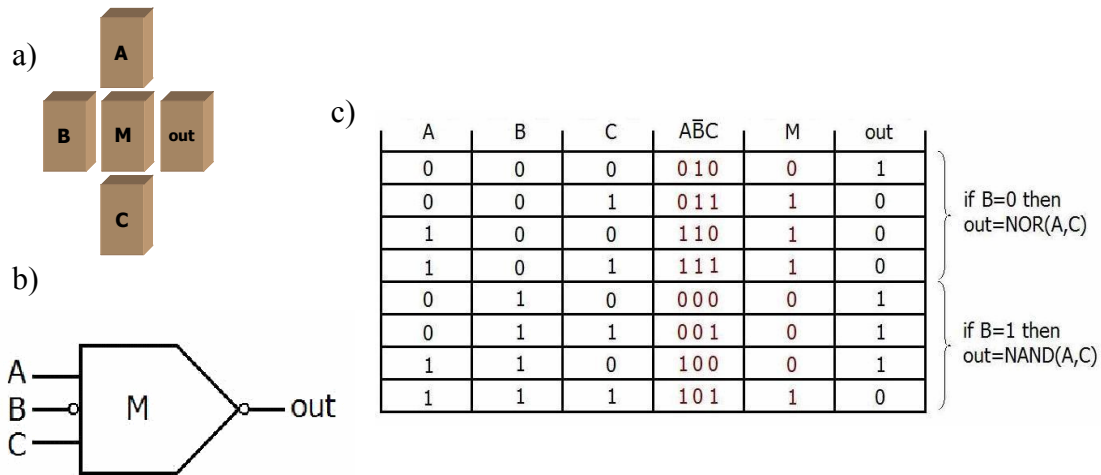 a)
A
B M out
C
b)
A
B
C
M
out
c)
A B C AB̅C M out
0 0 0 010 0 1
0 0 1 011 1 0
1 0 0 110 1 0
1 0 1 111 1 0
0 1 0 000 0 1
0 1 1 001 0 1
1 1 0 100 0 1
1 1 1 101 1 0
if B=0 then
out=NOR(A,C)
if B=1 then
out=NAND(A,C)